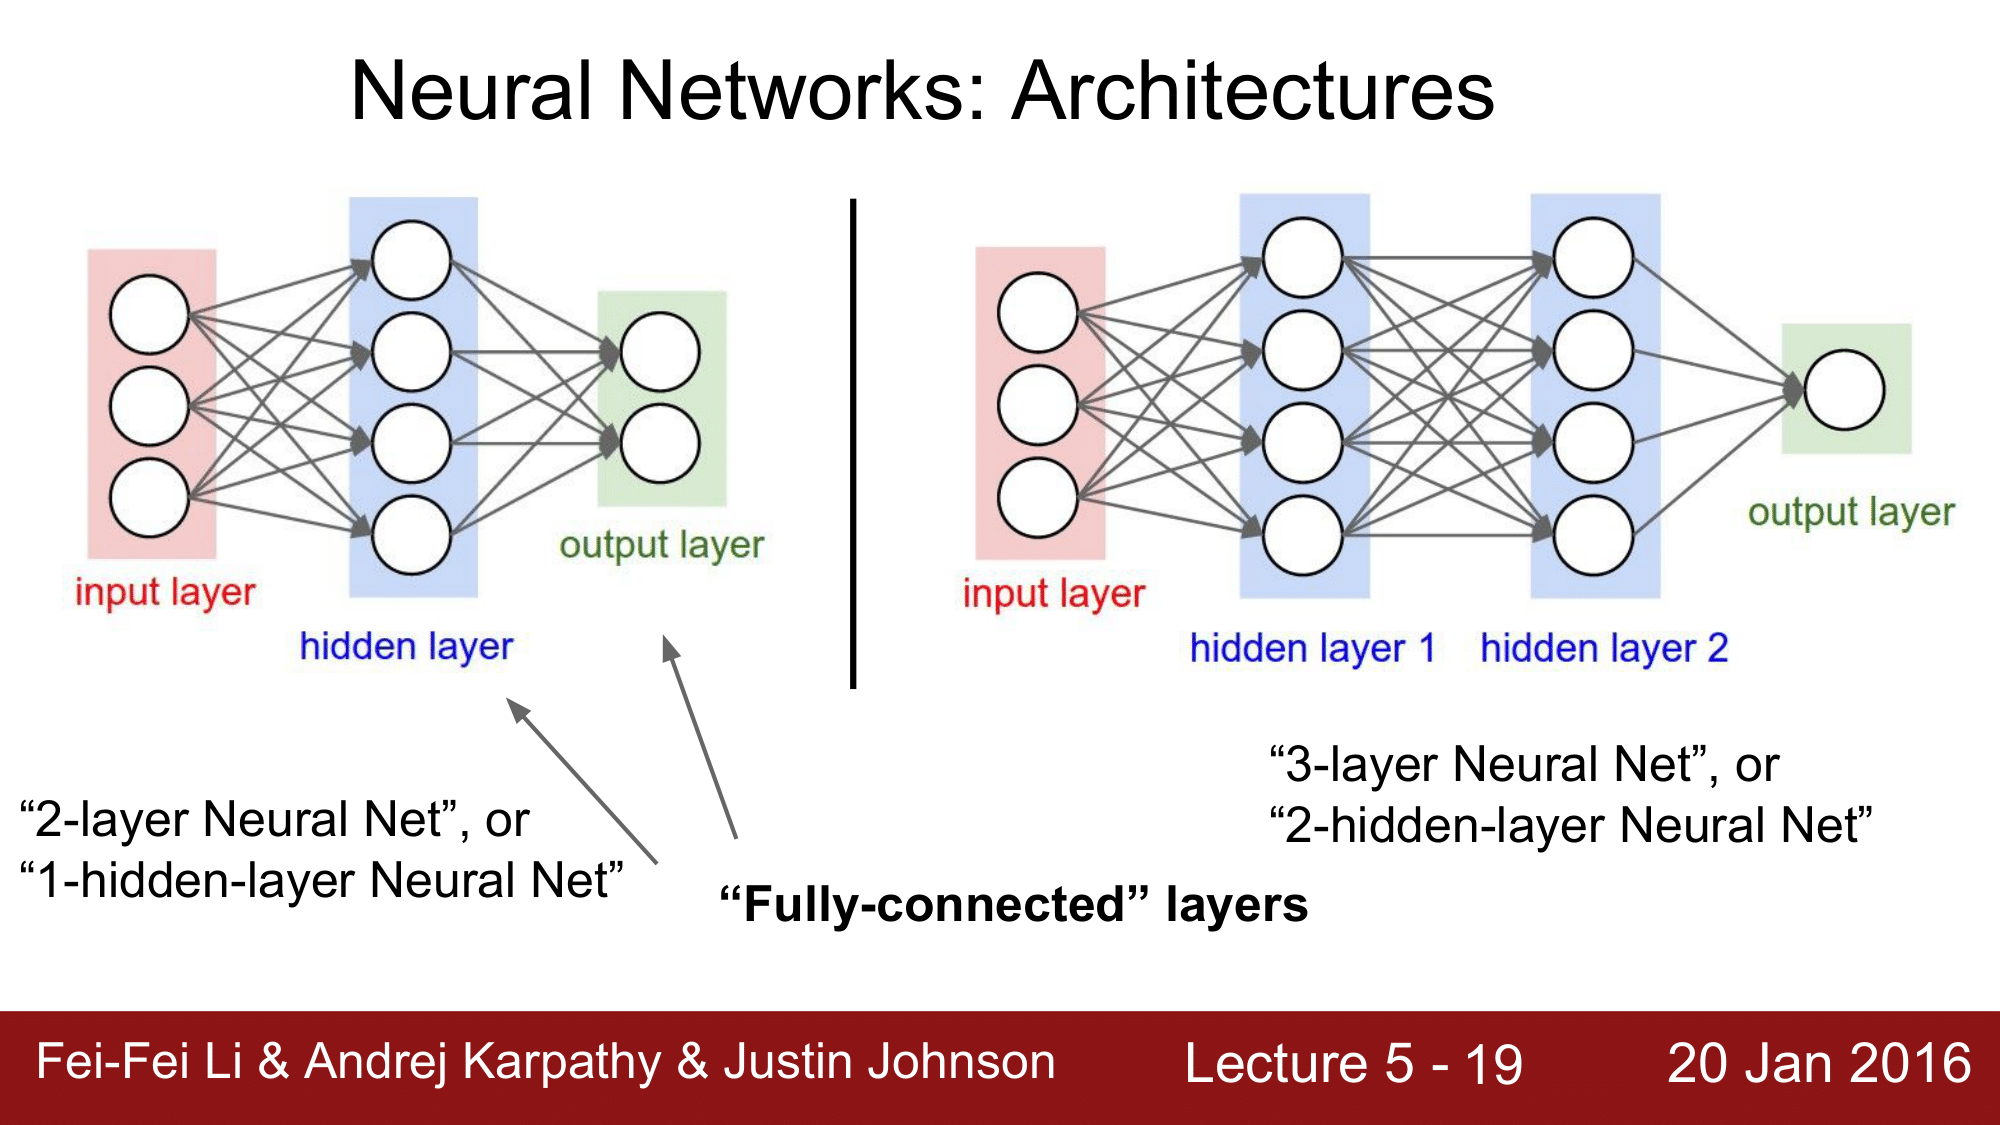 Neural Networks: Architectures
input layer
hidden layer
output layer
input layer
hidden layer 1
hidden layer 2
output layer
“2-layer Neural Net”, or
“1-hidden-layer Neural Net”
“Fully-connected” layers
“3-layer Neural Net”, or
“2-hidden-layer Neural Net”
Fei-Fei Li & Andrej Karpathy & Justin Johnson
Lecture 5 - 19
20 Jan 2016